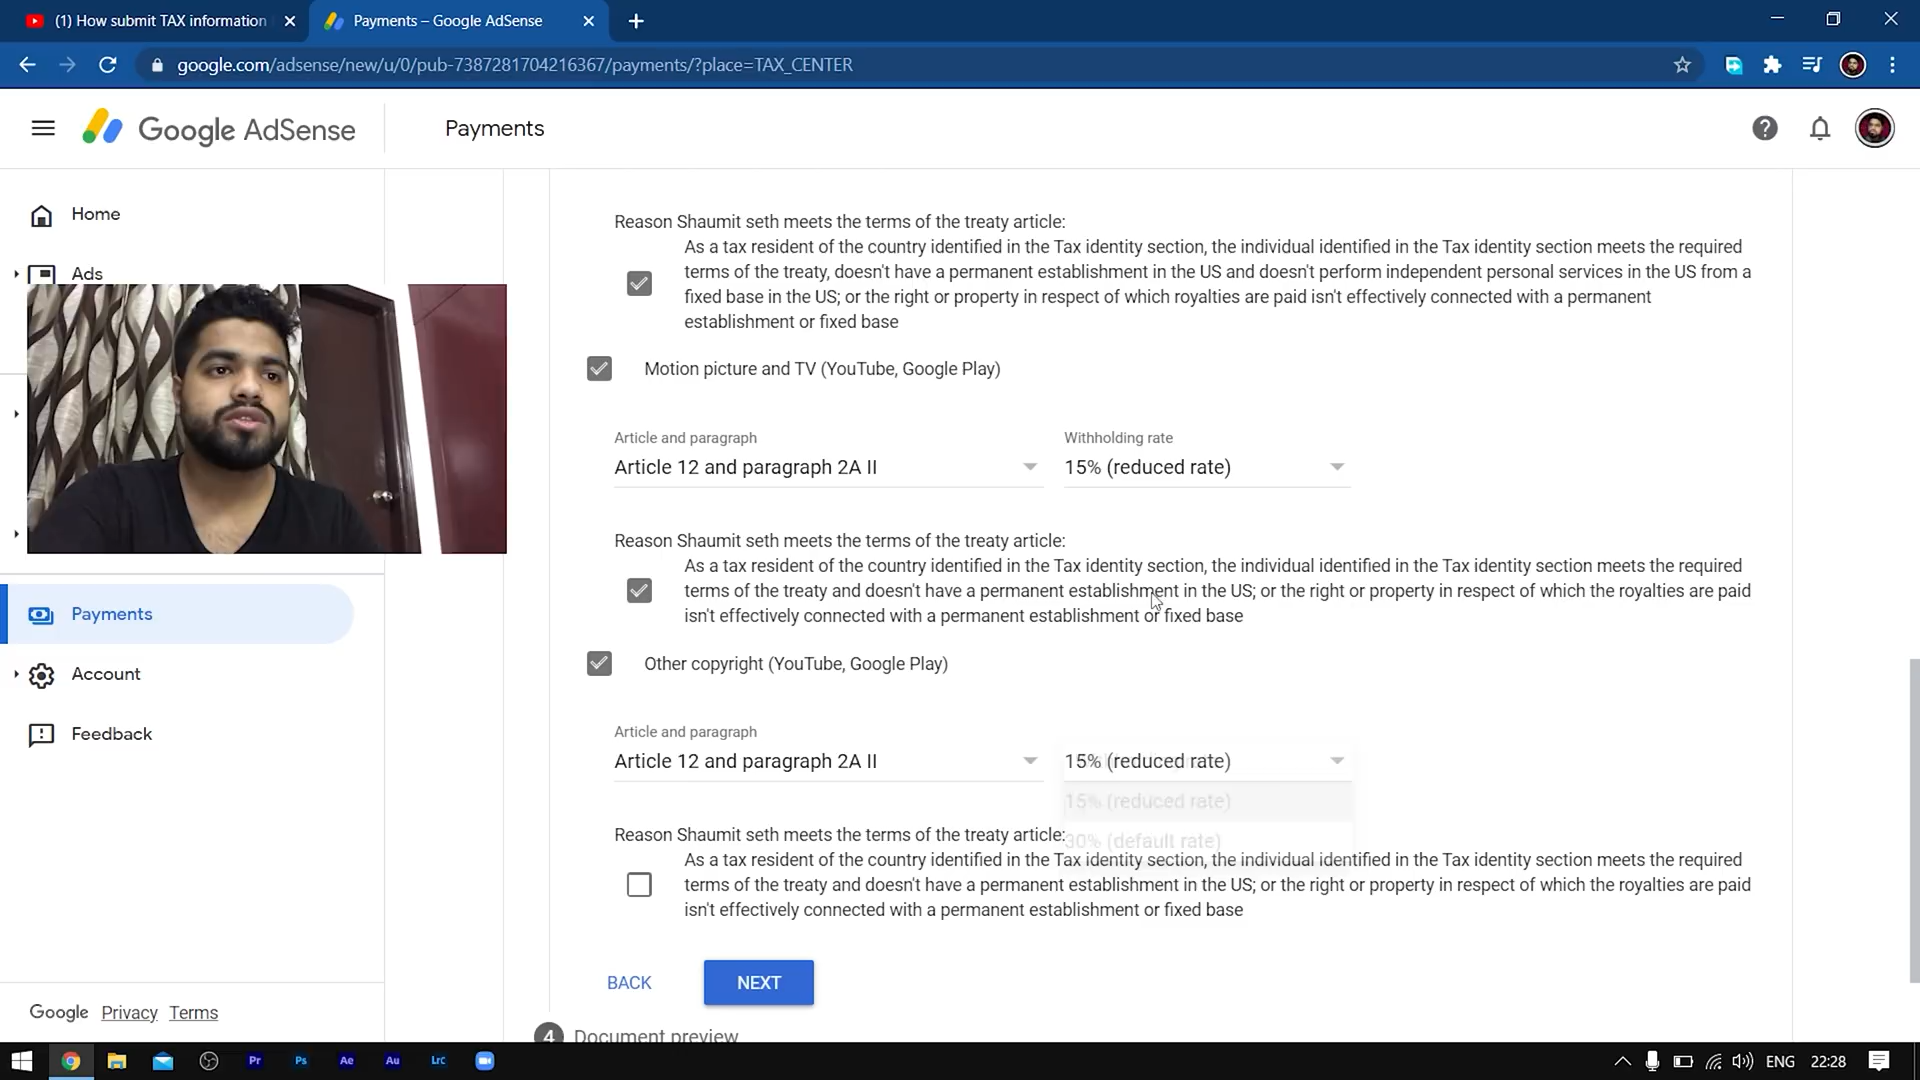 (1) How submit TAX information
Payments – Google AdSense
google.com/adsense/new/u/0/pub-7387281704216367/payments/?place=TAX_CENTER
Google AdSense
Payments
Home
Ads
Payments
Account
Feedback
Google Privacy Terms
Reason Shaumit seth meets the terms of the treaty article:
As a tax resident of the country identified in the Tax identity section, the individual identified in the Tax identity section meets the required
terms of the treaty, doesn't have a permanent establishment in the US and doesn't perform independent personal services in the US from a
fixed base in the US; or the right or property in respect of which royalties are paid isn't effectively connected with a permanent
establishment or fixed base
Motion picture and TV (YouTube, Google Play)
Article and paragraph
Article 12 and paragraph 2A II
Withholding rate
15% (reduced rate)
Reason Shaumit seth meets the terms of the treaty article:
As a tax resident of the country identified in the Tax identity section, the individual identified in the Tax identity section meets the required
terms of the treaty and doesn't have a permanent establishment in the US; or the right or property in respect of which the royalties are paid
isn't effectively connected with a permanent establishment or fixed base
Other copyright (YouTube, Google Play)
Article and paragraph
Article 12 and paragraph 2A II
15% (reduced rate)
15% (reduced rate)
30% (default rate)
Reason Shaumit seth meets the terms of the treaty article:
As a tax resident of the country identified in the Tax identity section, the individual identified in the Tax identity section meets the required
terms of the treaty and doesn't have a permanent establishment in the US; or the right or property in respect of which the royalties are paid
isn't effectively connected with a permanent establishment or fixed base
BACK
NEXT
4 Document preview
Pr Ps Ae Au Lrc
ENG 22:28